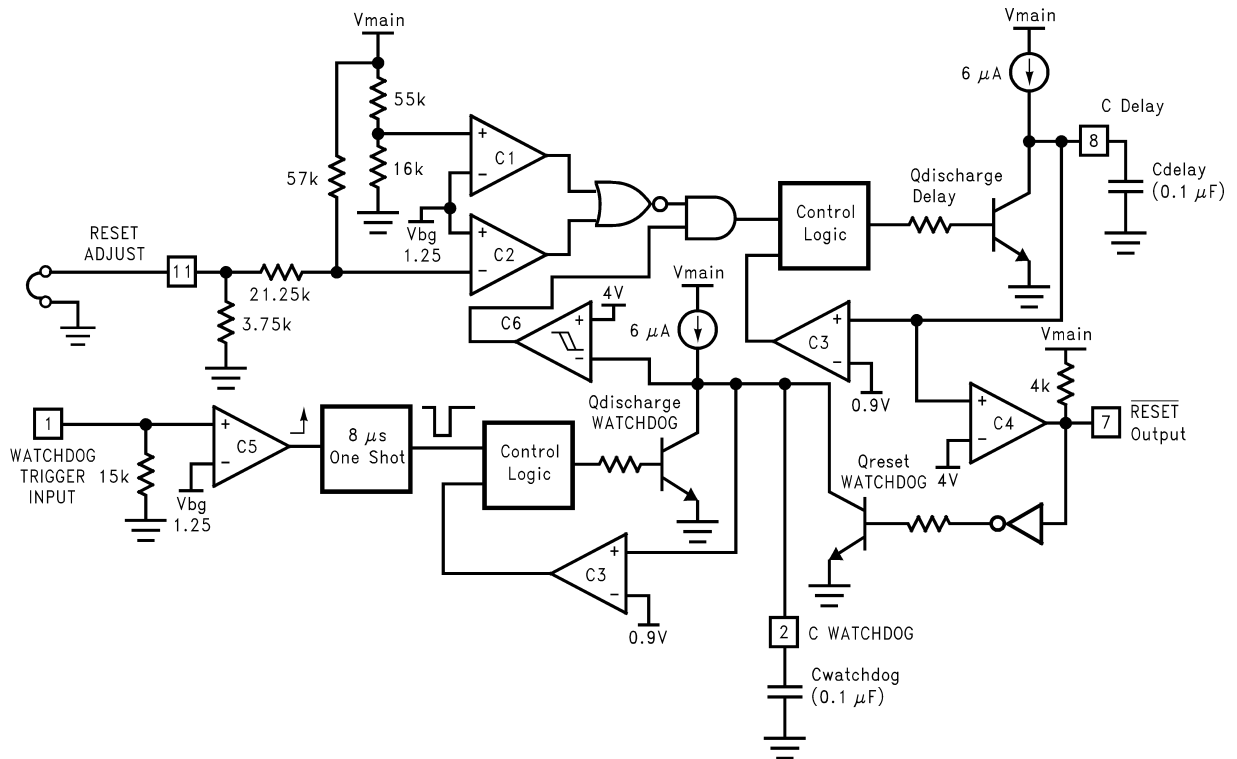 Vmain
55k
16k
57k
C1
+
−
Vbg
1.25
C2
+
−
RESET
ADJUST
11
21.25k
3.75k
Control
Logic
Vmain
6 μA
C Delay
8
Cdelay
(0.1 μF)
Qdischarge
Delay
C6
4V
+
−
Vmain
6 μA
C3
+
−
0.9V
Vmain
4k
C4
+
−
4V
7
RESET
Output
1
WATCHDOG
TRIGGER
INPUT
15k
C5
+
−
Vbg
1.25
8 μs
One Shot
Control
Logic
Qdischarge
WATCHDOG
Qreset
WATCHDOG
C3
+
−
0.9V
2
C WATCHDOG
Cwatchdog
(0.1 μF)